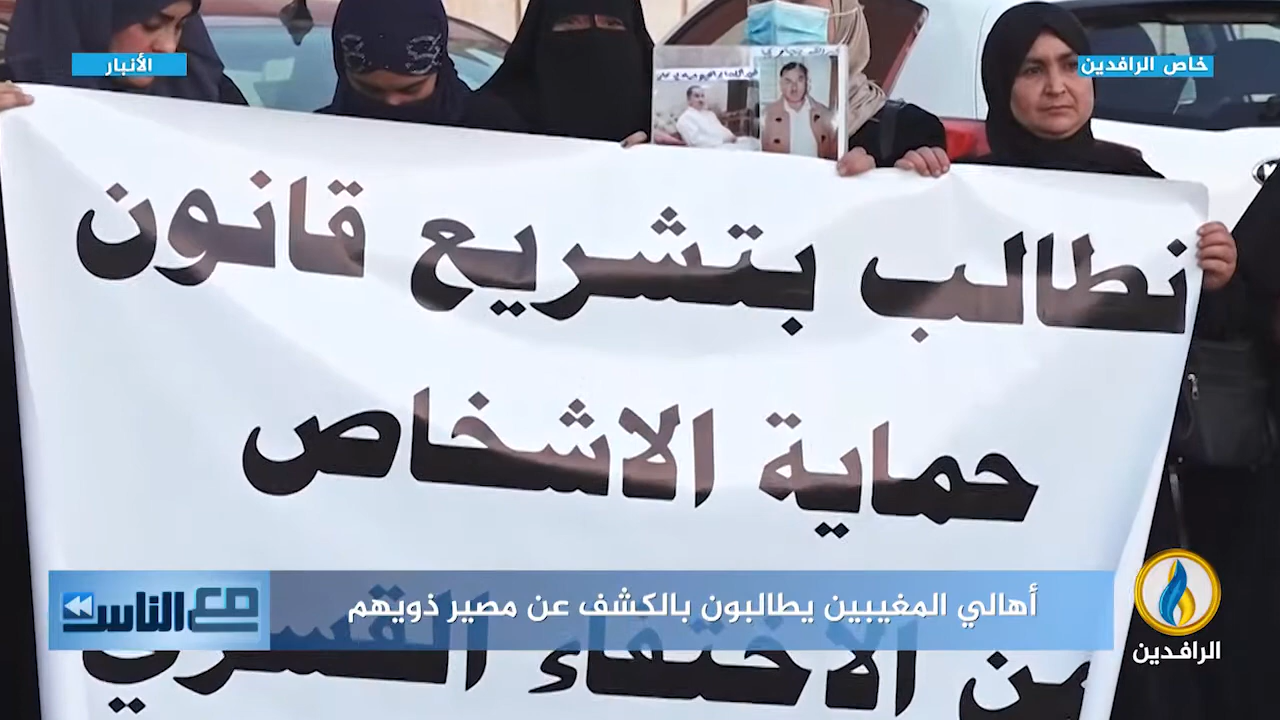 الأنبار
خاص الرافدين
نطالب بتشريع قانون
حماية الاشخاص
من الاختفاء القسري
أهالي المغيبين يطالبون بالكشف عن مصير ذويهم
مع الناس
الرافدين